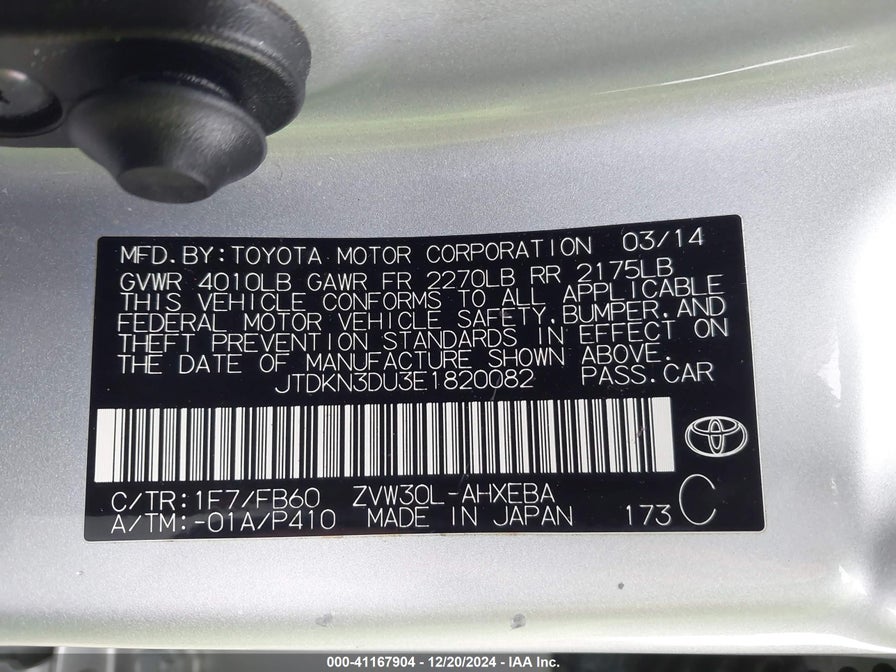 MFD.BY:TOYOTA MOTOR CORPORATION 03/14
GVWR 4010LB GAWR FR 2270LB RR 2175LB
THIS VEHICLE CONFORMS TO ALL APPLICABLE
FEDERAL MOTOR VEHICLE SAFETY,BUMPER,AND
THEFT PREVENTION STANDARDS IN EFFECT ON
THE DATE OF MANUFACTURE SHOWN ABOVE.
JTDKN3DU3E1820082 PASS.CAR
C/TR:1F7/FB60 ZVW30L-AHXEBA
A/TM:-01A/P410 MADE IN JAPAN 173 C
000-41167904 - 12/20/2024 - IAA Inc.